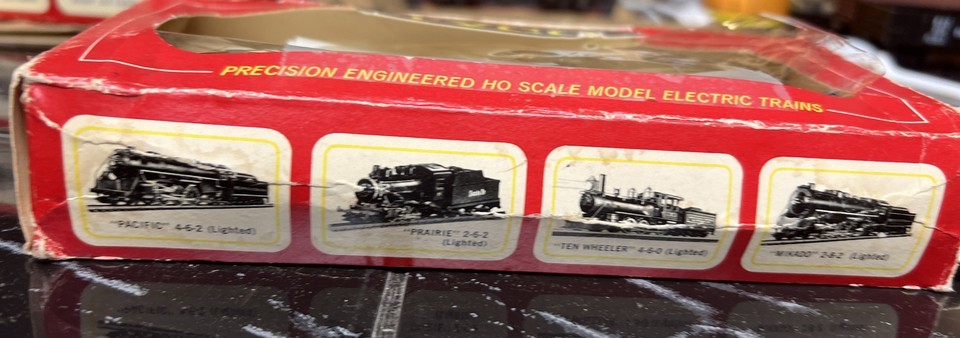 PRECISION ENGINEERED HO SCALE MODEL ELECTRIC TRAINS
"PACIFIC" 4-6-2 (Lighted)
"PRAIRIE" 2-6-2
(Lighted)
"TEN WHEELER" 4-6-0 (Lighted)
"MIKADO" 2-8-2 (Lighted)